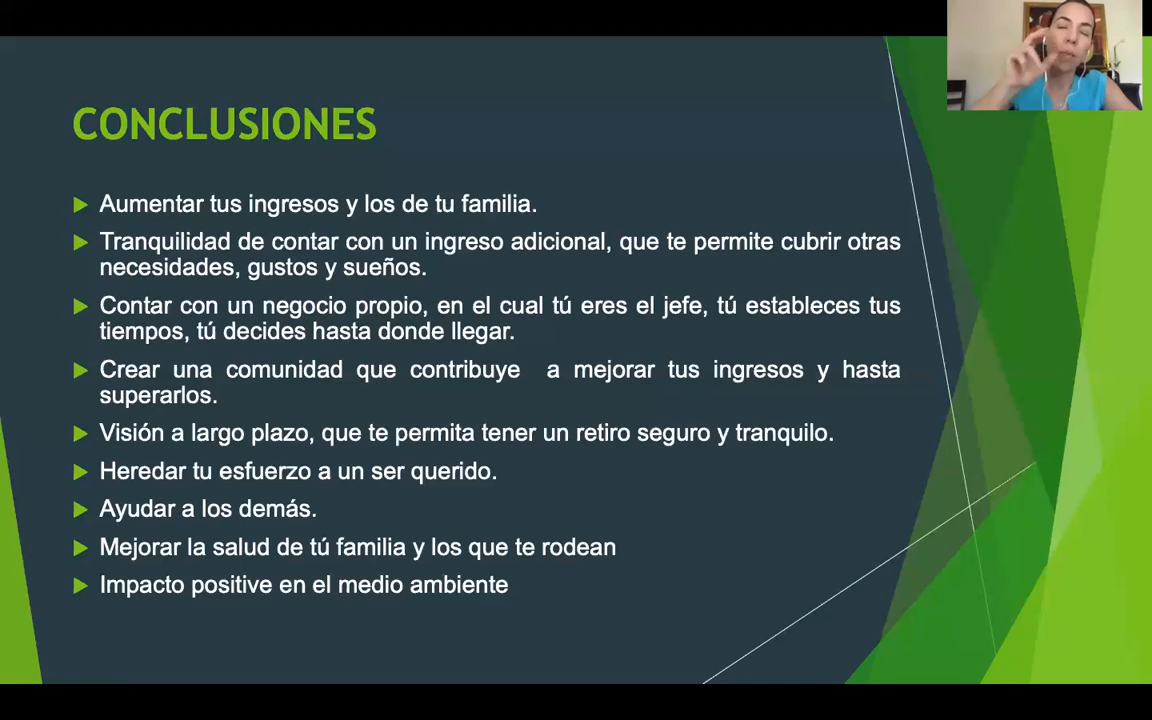 CONCLUSIONES
Aumentar tus ingresos y los de tu familia.
Tranquilidad de contar con un ingreso adicional, que te permite cubrir otras
necesidades, gustos y sueños.
Contar con un negocio propio, en el cual tú eres el jefe, tú estableces tus
tiempos, tú decides hasta donde llegar.
Crear una comunidad que contribuye a mejorar tus ingresos y hasta
superarlos.
Visión a largo plazo, que te permita tener un retiro seguro y tranquilo.
Heredar tu esfuerzo a un ser querido.
Ayudar a los demás.
Mejorar la salud de tú familia y los que te rodean
Impacto positive en el medio ambiente